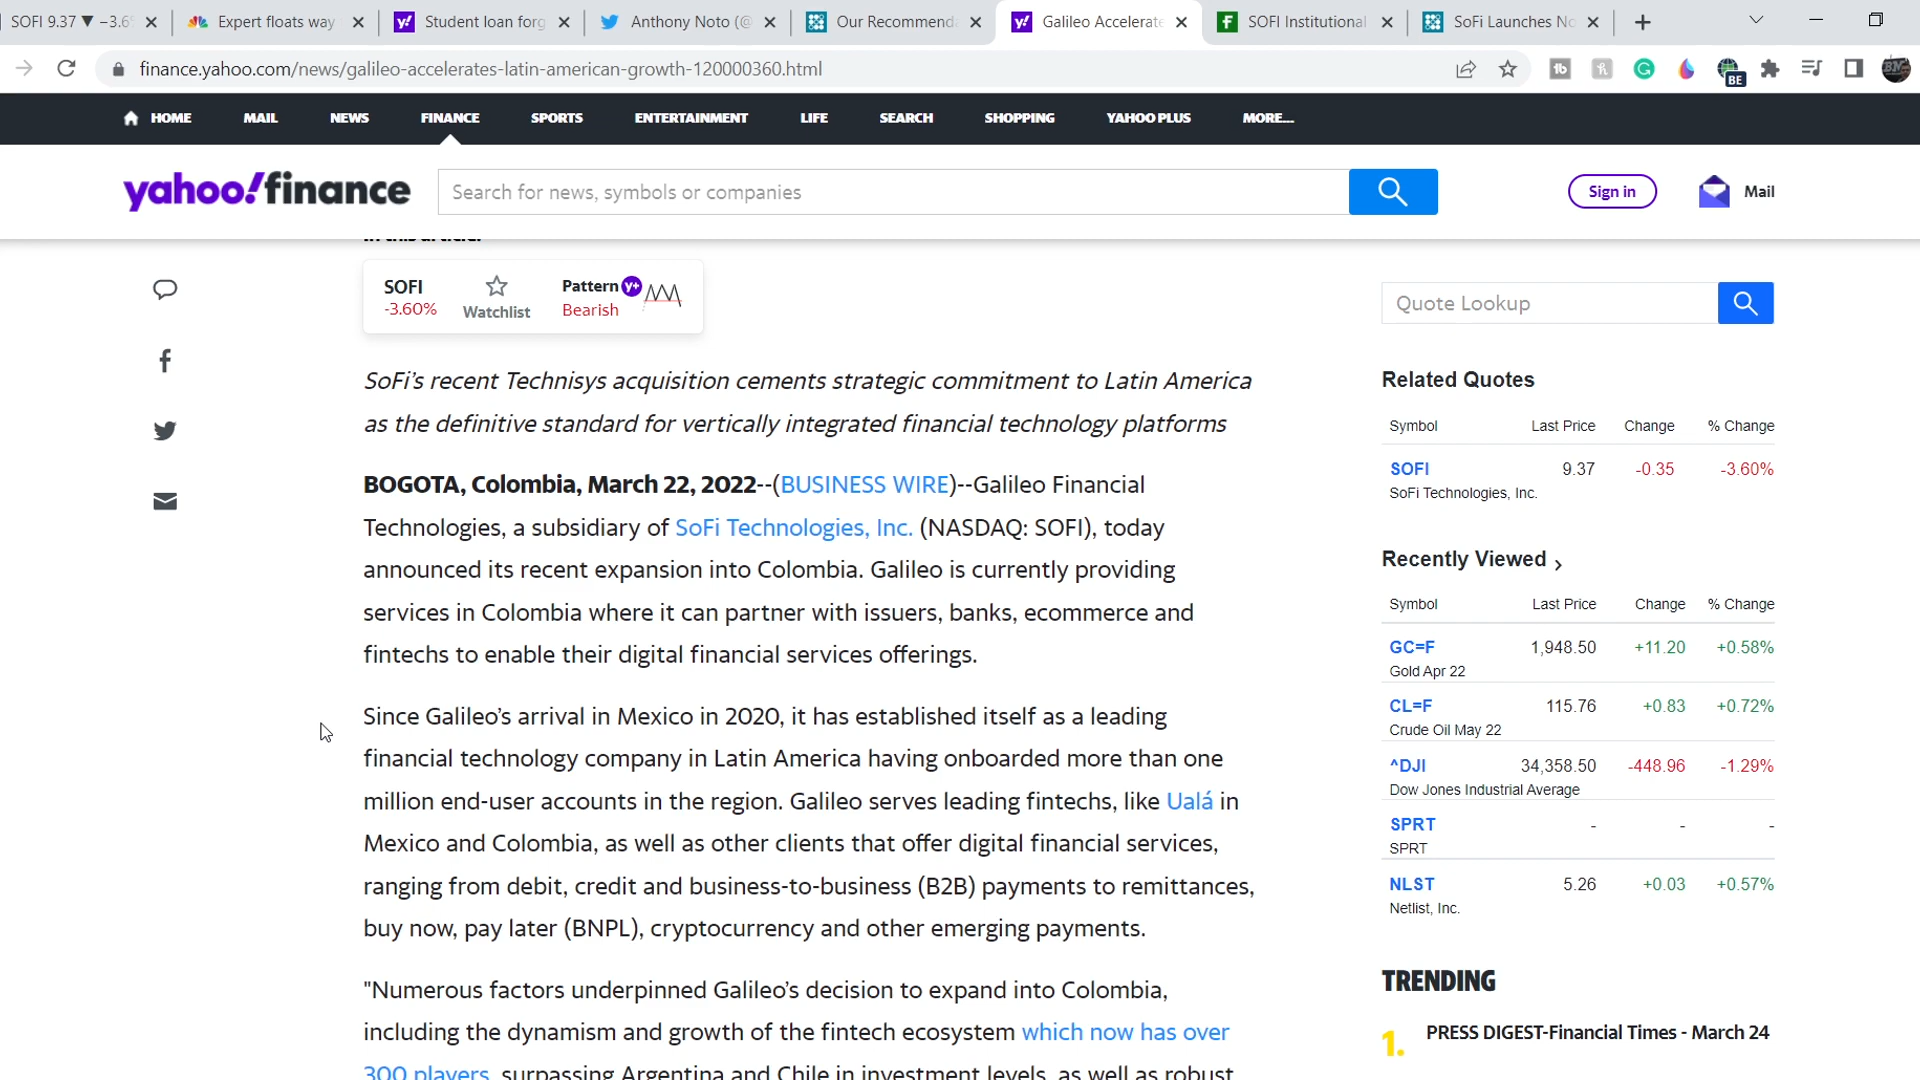 SOFI 9.37 ▼ −3.6
Expert floats way
Student loan forg
Anthony Noto (@
Our Recommenda
Galileo Accelerate
SOFI Institutional
SoFi Launches No
finance.yahoo.com/news/galileo-accelerates-latin-american-growth-120000360.html
BE
HOME MAIL NEWS FINANCE SPORTS ENTERTAINMENT LIFE SEARCH SHOPPING YAHOO PLUS MORE...
yahoo!finance
Search for news, symbols or companies
Sign in
Mail
In this article:
SOFI
-3.60%
Watchlist
Pattern y+
Bearish
SoFi's recent Technisys acquisition cements strategic commitment to Latin America
as the definitive standard for vertically integrated financial technology platforms
BOGOTA, Colombia, March 22, 2022--(BUSINESS WIRE)--Galileo Financial
Technologies, a subsidiary of SoFi Technologies, Inc. (NASDAQ: SOFI), today
announced its recent expansion into Colombia. Galileo is currently providing
services in Colombia where it can partner with issuers, banks, ecommerce and
fintechs to enable their digital financial services offerings.
Since Galileo's arrival in Mexico in 2020, it has established itself as a leading
financial technology company in Latin America having onboarded more than one
million end-user accounts in the region. Galileo serves leading fintechs, like Ualá in
Mexico and Colombia, as well as other clients that offer digital financial services,
ranging from debit, credit and business-to-business (B2B) payments to remittances,
buy now, pay later (BNPL), cryptocurrency and other emerging payments.
"Numerous factors underpinned Galileo's decision to expand into Colombia,
including the dynamism and growth of the fintech ecosystem which now has over
300 players, surpassing Argentina and Chile in investment levels, as well as robust
Quote Lookup
Related Quotes
Symbol Last Price Change % Change
SOFI 9.37 -0.35 -3.60%
SoFi Technologies, Inc.
Recently Viewed
Symbol Last Price Change % Change
GC=F 1,948.50 +11.20 +0.58%
Gold Apr 22
CL=F 115.76 +0.83 +0.72%
Crude Oil May 22
^DJI 34,358.50 -448.96 -1.29%
Dow Jones Industrial Average
SPRT - - -
SPRT
NLST 5.26 +0.03 +0.57%
Netlist, Inc.
TRENDING
1. PRESS DIGEST-Financial Times - March 24